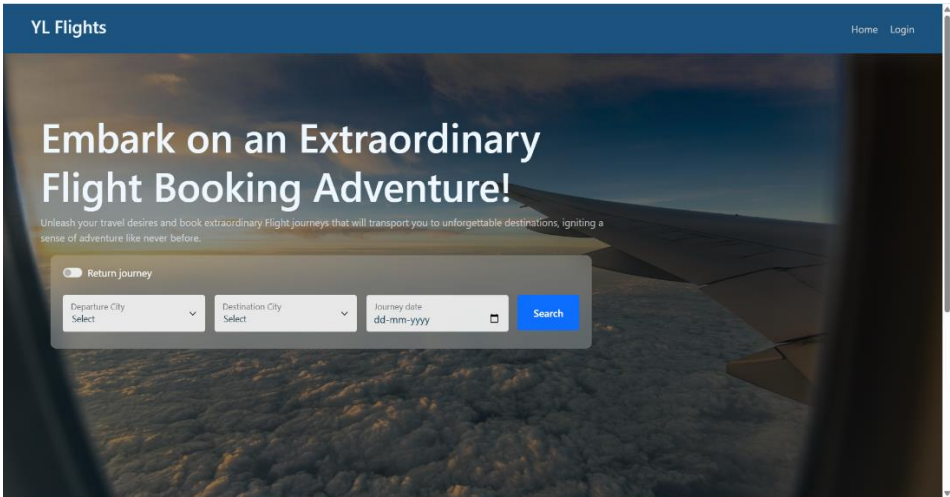 YL Flights
Home Login
Embark on an Extraordinary
Flight Booking Adventure!
Unleash your travel desires and book extraordinary Flight journeys that will transport you to unforgettable destinations, igniting a
sense of adventure like never before.
Return journey
Departure City
Select
Destination City
Select
Journey date
dd-mm-yyyy
Search